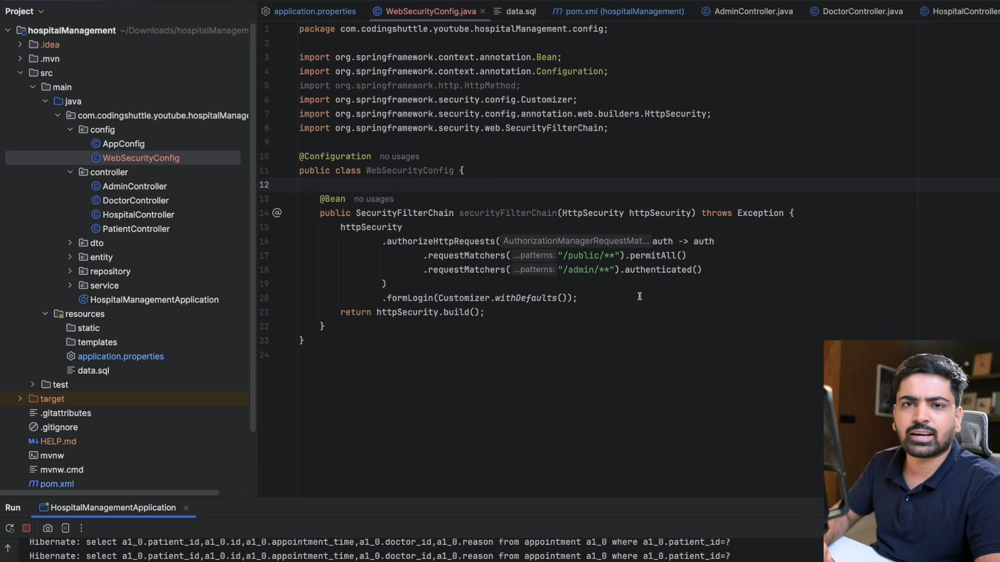 Project
application.properties
WebSecurityConfig.java
data.sql
pom.xml (hospitalManagement)
AdminController.java
DoctorController.java
HospitalController
hospitalManagement ~/Downloads/hospitalManagem
.idea
.mvn
src
main
java
com.codingshuttle.youtube.hospitalManage
config
AppConfig
WebSecurityConfig
controller
AdminController
DoctorController
HospitalController
PatientController
dto
entity
repository
service
HospitalManagementApplication
resources
static
templates
application.properties
data.sql
test
target
.gitattributes
.gitignore
M↓ HELP.md
mvnw
mvnw.cmd
m pom.xml
1 package com.codingshuttle.youtube.hospitalManagement.config;
2
3 import org.springframework.context.annotation.Bean;
4 import org.springframework.context.annotation.Configuration;
5 import org.springframework.http.HttpMethod;
6 import org.springframework.security.config.Customizer;
7 import org.springframework.security.config.annotation.web.builders.HttpSecurity;
8 import org.springframework.security.web.SecurityFilterChain;
9
10 @Configuration no usages
11 public class WebSecurityConfig {
12
13 @Bean no usages
14 @ public SecurityFilterChain securityFilterChain(HttpSecurity httpSecurity) throws Exception {
15 httpSecurity
16 .authorizeHttpRequests( AuthorizationManagerRequestMat... auth -> auth
17 .requestMatchers( ...patterns: "/public/**").permitAll()
18 .requestMatchers( ...patterns: "/admin/**").authenticated()
19 )
20 .formLogin(Customizer.withDefaults());
21 return httpSecurity.build();
22 }
23 }
24
Run HospitalManagementApplication
Hibernate: select a1_0.patient_id,a1_0.id,a1_0.appointment_time,a1_0.doctor_id,a1_0.reason from appointment a1_0 where a1_0.patient_id=?
Hibernate: select a1_0.patient_id,a1_0.id,a1_0.appointment_time,a1_0.doctor_id,a1_0.reason from appointment a1_0 where a1_0.patient_id=?